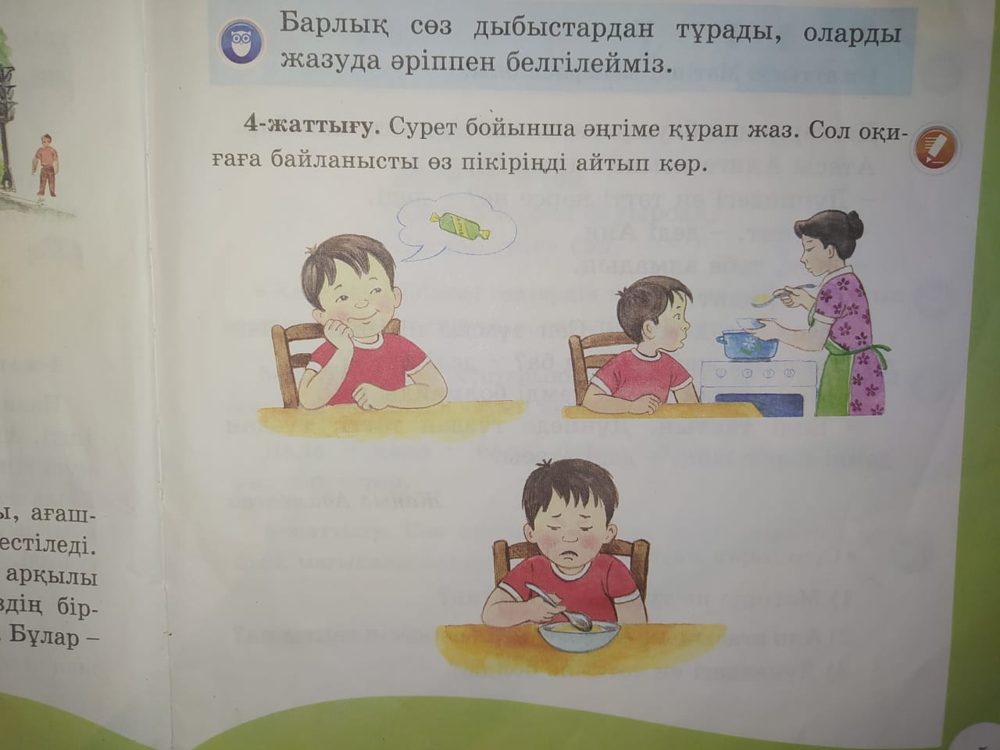 Барлық сөз дыбыстардан тұрады, оларды
жазуда әріппен белгілейміз.
4-жаттығу. Сурет бойынша әңгіме құрап жаз. Сол оқи-
ғаға байланысты өз пікіріңді айтып көр.
ы, ағаш-
естіледі.
арқылы
здің бір-
. Бұлар –